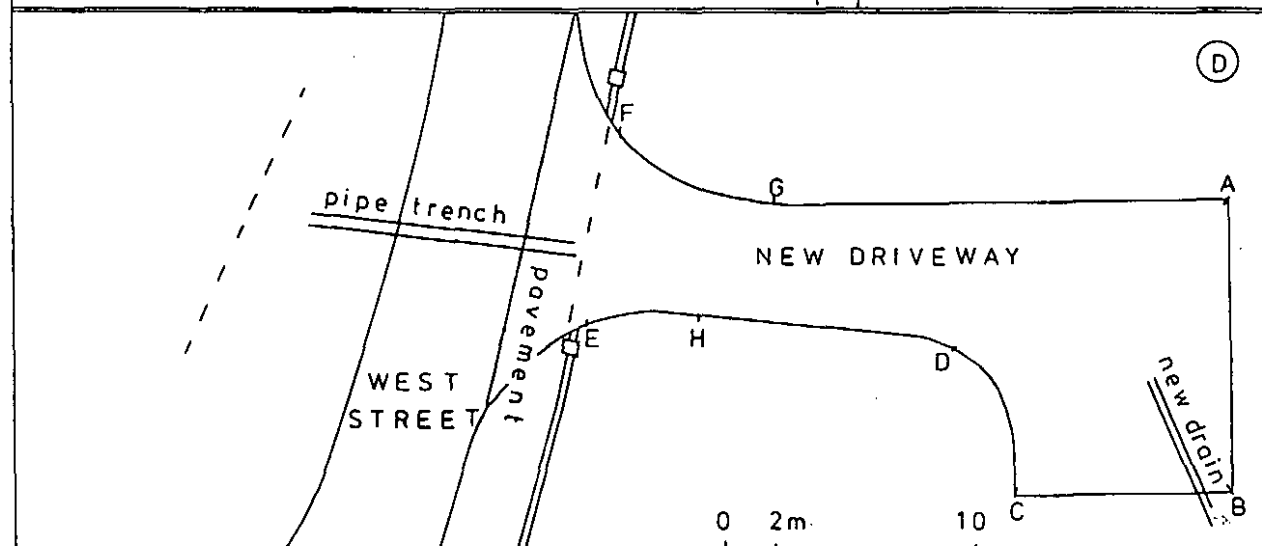 D
F
pipe trench
G
A
NEW DRIVEWAY
pavement
E
H
D
WEST
STREET
new drain
C
B
0 2m 10